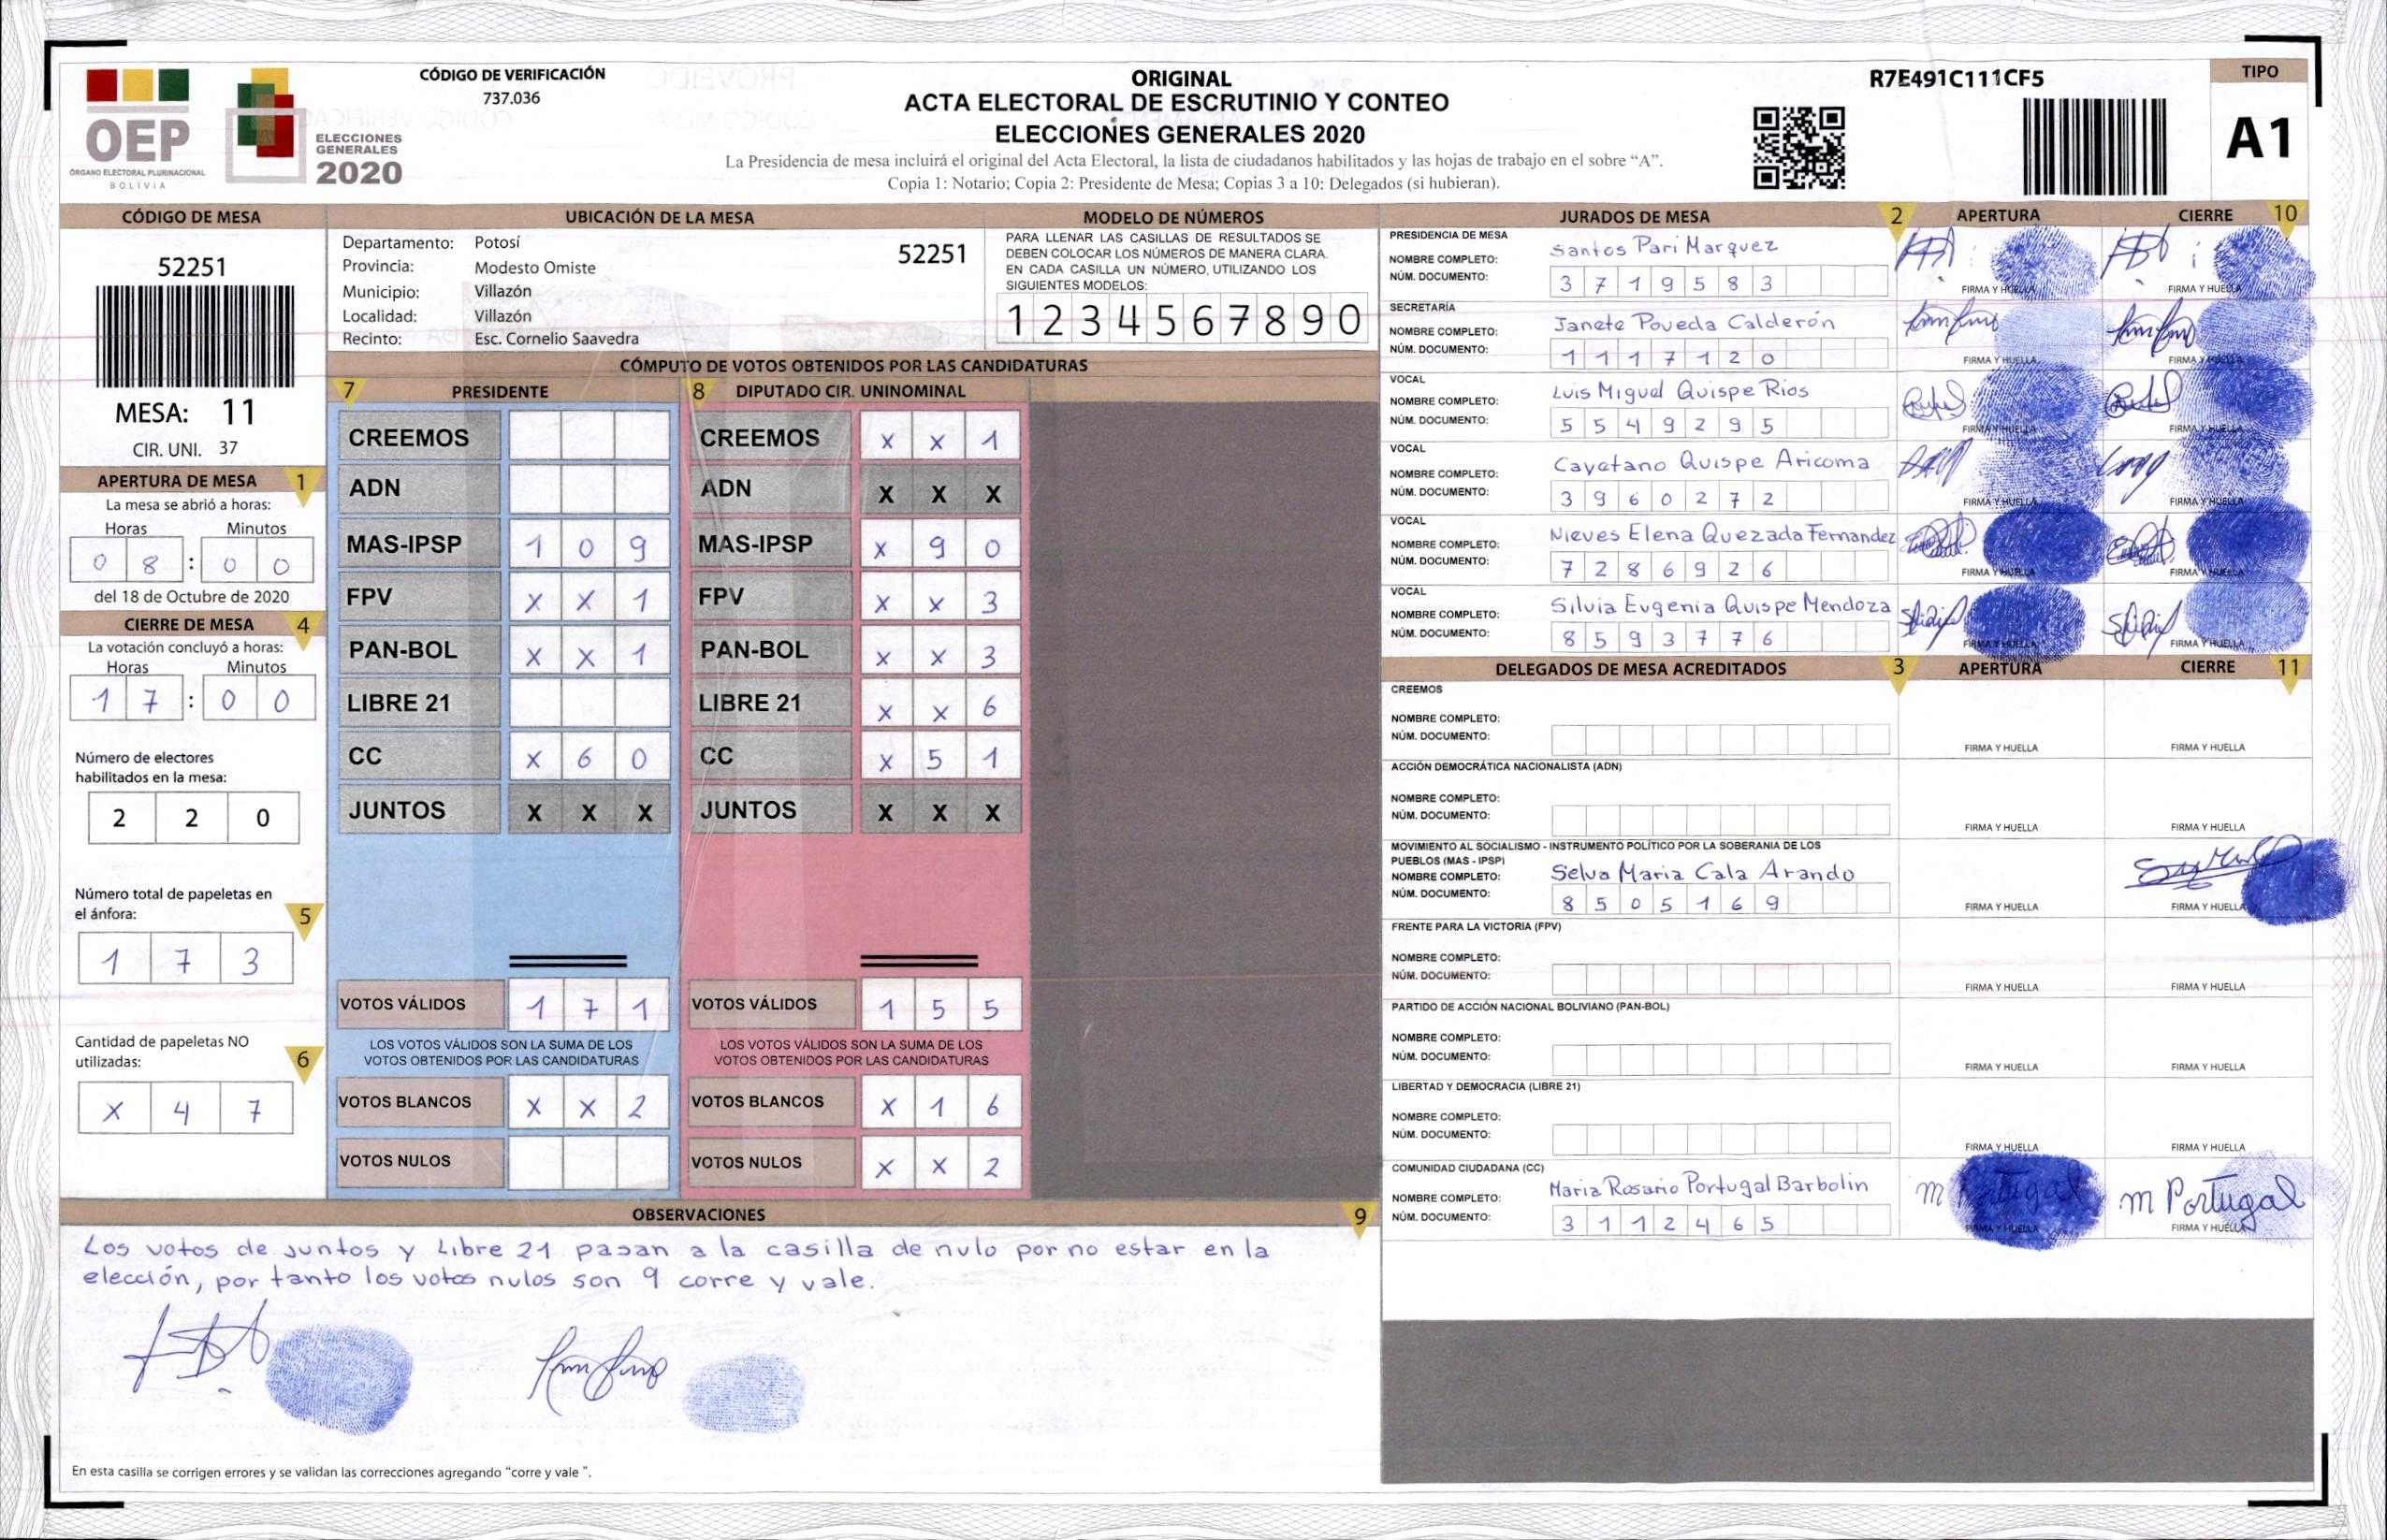 CÓDIGO DE VERIFICACIÓN
737.036
OEP
ÓRGANO ELECTORAL PLURINACIONAL
BOLIVIA
ELECCIONES
GENERALES
2020
ORIGINAL
ACTA ELECTORAL DE ESCRUTINIO Y CONTEO
ELECCIONES GENERALES 2020
La Presidencia de mesa incluirá el original del Acta Electoral, la lista de ciudadanos habilitados y las hojas de trabajo en el sobre “A”.
Copia 1: Notario; Copia 2: Presidente de Mesa; Copias 3 a 10: Delegados (si hubieran).
R7E491C111CF5
TIPO
A1
CÓDIGO DE MESA
52251
MESA: 11
CIR. UNI. 37
APERTURA DE MESA 1
La mesa se abrió a horas:
Horas Minutos
0 8 : 0 0
del 18 de Octubre de 2020
CIERRE DE MESA 4
La votación concluyó a horas:
Horas Minutos
1 7 : 0 0
Número de electores
habilitados en la mesa:
2 2 0
Número total de papeletas en
el ánfora: 5
1 7 3
Cantidad de papeletas NO
utilizadas: 6
X 4 7
UBICACIÓN DE LA MESA
Departamento: Potosí 52251
Provincia: Modesto Omiste
Municipio: Villazón
Localidad: Villazón
Recinto: Esc. Cornelio Saavedra
MODELO DE NÚMEROS
PARA LLENAR LAS CASILLAS DE RESULTADOS SE
DEBEN COLOCAR LOS NÚMEROS DE MANERA CLARA.
EN CADA CASILLA UN NÚMERO, UTILIZANDO LOS
SIGUIENTES MODELOS:
1 2 3 4 5 6 7 8 9 0
CÓMPUTO DE VOTOS OBTENIDOS POR LAS CANDIDATURAS
7 PRESIDENTE
CREEMOS
ADN
MAS-IPSP 1 0 9
FPV X X 1
PAN-BOL X X 1
LIBRE 21
CC X 6 0
JUNTOS X X X
VOTOS VÁLIDOS 1 7 1
LOS VOTOS VÁLIDOS SON LA SUMA DE LOS
VOTOS OBTENIDOS POR LAS CANDIDATURAS
VOTOS BLANCOS X X 2
VOTOS NULOS
8 DIPUTADO CIR. UNINOMINAL
CREEMOS X X 1
ADN X X X
MAS-IPSP X 9 0
FPV X X 3
PAN-BOL X X 3
LIBRE 21 X X 6
CC X 5 1
JUNTOS X X X
VOTOS VÁLIDOS 1 5 5
LOS VOTOS VÁLIDOS SON LA SUMA DE LOS
VOTOS OBTENIDOS POR LAS CANDIDATURAS
VOTOS BLANCOS X 1 6
VOTOS NULOS X X 2
OBSERVACIONES 9
Los votos de juntos y Libre 21 pasan a la casilla de nulo por no estar en la
elección, por tanto los votos nulos son 9 corre y vale.
En esta casilla se corrigen errores y se validan las correcciones agregando “corre y vale ”.
JURADOS DE MESA 2 APERTURA CIERRE 10
PRESIDENCIA DE MESA
NOMBRE COMPLETO: Santos Pari Marquez
NÚM. DOCUMENTO: 3 7 1 9 5 8 3
FIRMA Y HUELLA FIRMA Y HUELLA
SECRETARÍA
NOMBRE COMPLETO: Janete Poveda Calderón
NÚM. DOCUMENTO: 1 1 1 7 1 2 0
FIRMA Y HUELLA FIRMA Y HUELLA
VOCAL
NOMBRE COMPLETO: Luis Miguel Quispe Rios
NÚM. DOCUMENTO: 5 5 4 9 2 9 5
FIRMA Y HUELLA FIRMA Y HUELLA
VOCAL
NOMBRE COMPLETO: Cayetano Quispe Aricoma
NÚM. DOCUMENTO: 3 9 6 0 2 7 2
FIRMA Y HUELLA FIRMA Y HUELLA
VOCAL
NOMBRE COMPLETO: Nieves Elena Quezada Fernandez
NÚM. DOCUMENTO: 7 2 8 6 9 2 6
FIRMA Y HUELLA FIRMA Y HUELLA
VOCAL
NOMBRE COMPLETO: Silvia Eugenia Quispe Mendoza
NÚM. DOCUMENTO: 8 5 9 3 7 7 6
FIRMA Y HUELLA FIRMA Y HUELLA
DELEGADOS DE MESA ACREDITADOS 3 APERTURA CIERRE 11
CREEMOS
NOMBRE COMPLETO:
NÚM. DOCUMENTO:
FIRMA Y HUELLA FIRMA Y HUELLA
ACCIÓN DEMOCRÁTICA NACIONALISTA (ADN)
NOMBRE COMPLETO:
NÚM. DOCUMENTO:
FIRMA Y HUELLA FIRMA Y HUELLA
MOVIMIENTO AL SOCIALISMO - INSTRUMENTO POLÍTICO POR LA SOBERANIA DE LOS
PUEBLOS (MAS - IPSP)
NOMBRE COMPLETO: Selva Maria Cala Arando
NÚM. DOCUMENTO: 8 5 0 5 1 6 9
FIRMA Y HUELLA FIRMA Y HUELLA
FRENTE PARA LA VICTORIA (FPV)
NOMBRE COMPLETO:
NÚM. DOCUMENTO:
FIRMA Y HUELLA FIRMA Y HUELLA
PARTIDO DE ACCIÓN NACIONAL BOLIVIANO (PAN-BOL)
NOMBRE COMPLETO:
NÚM. DOCUMENTO:
FIRMA Y HUELLA FIRMA Y HUELLA
LIBERTAD Y DEMOCRACIA (LIBRE 21)
NOMBRE COMPLETO:
NÚM. DOCUMENTO:
FIRMA Y HUELLA FIRMA Y HUELLA
COMUNIDAD CIUDADANA (CC)
NOMBRE COMPLETO: Maria Rosario Portugal Barbolin
NÚM. DOCUMENTO: 3 1 1 2 4 6 5
m Portugal m Portugal
FIRMA Y HUELLA FIRMA Y HUELLA